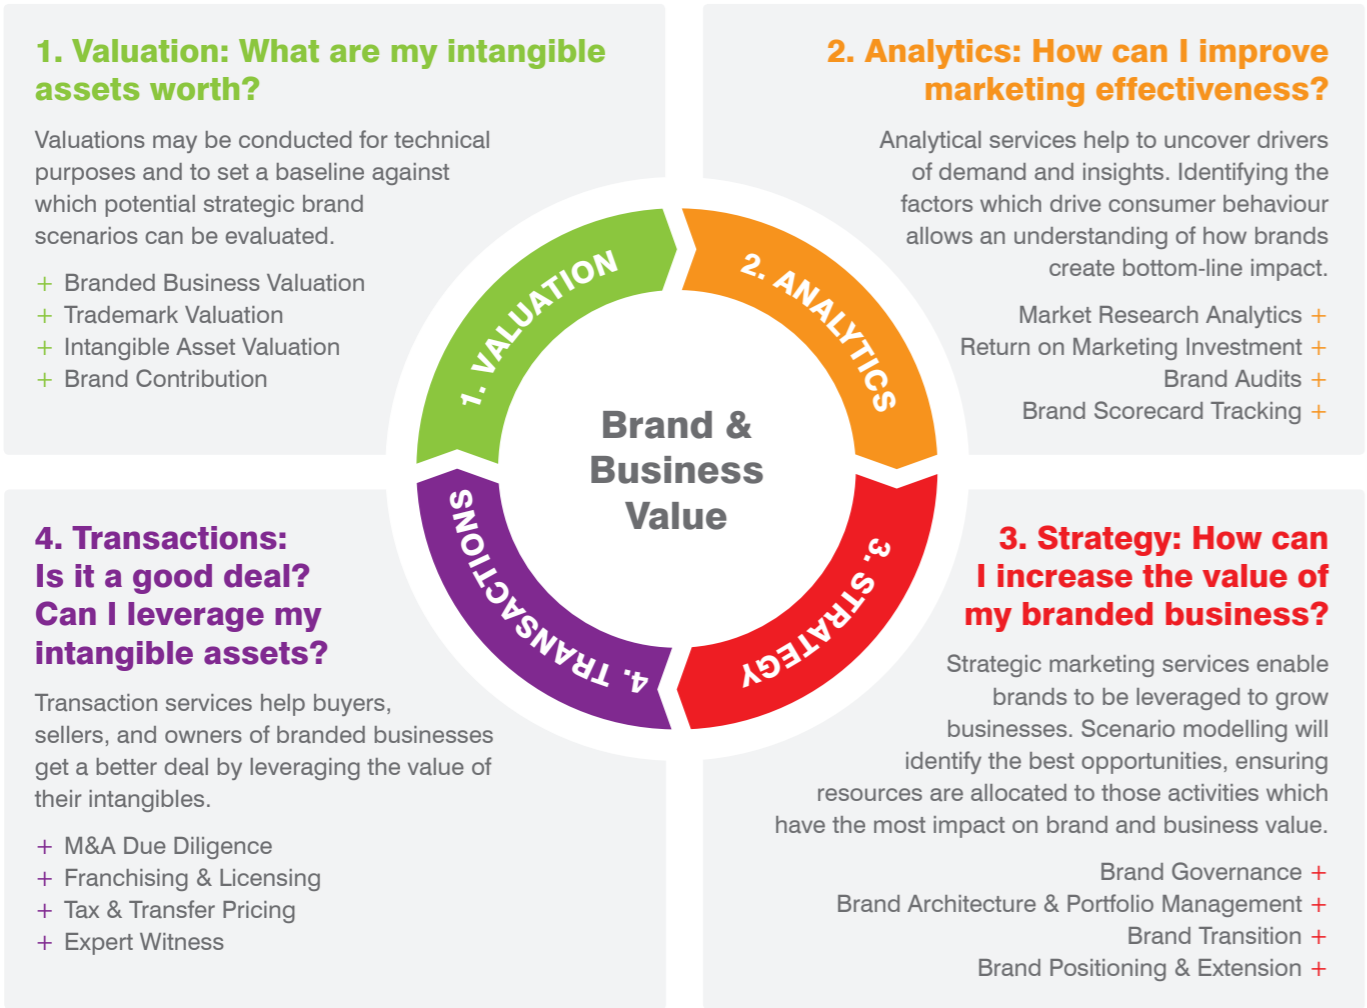 1. Valuation: What are my intangible
assets worth?
Valuations may be conducted for technical
purposes and to set a baseline against
which potential strategic brand
scenarios can be evaluated.
+ Branded Business Valuation
+ Trademark Valuation
+ Intangible Asset Valuation
+ Brand Contribution
2. Analytics: How can I improve
marketing effectiveness?
Analytical services help to uncover drivers
of demand and insights. Identifying the
factors which drive consumer behaviour
allows an understanding of how brands
create bottom-line impact.
Market Research Analytics +
Return on Marketing Investment +
Brand Audits +
Brand Scorecard Tracking +
1. VALUATION
2. ANALYTICS
3. STRATEGY
4. TRANSACTIONS
Brand &
Business
Value
3. Strategy: How can
I increase the value of
my branded business?
Strategic marketing services enable
brands to be leveraged to grow
businesses. Scenario modelling will
identify the best opportunities, ensuring
resources are allocated to those activities which
have the most impact on brand and business value.
Brand Governance +
Brand Architecture & Portfolio Management +
Brand Transition +
Brand Positioning & Extension +
4. Transactions:
Is it a good deal?
Can I leverage my
intangible assets?
Transaction services help buyers,
sellers, and owners of branded businesses
get a better deal by leveraging the value of
their intangibles.
+ M&A Due Diligence
+ Franchising & Licensing
+ Tax & Transfer Pricing
+ Expert Witness